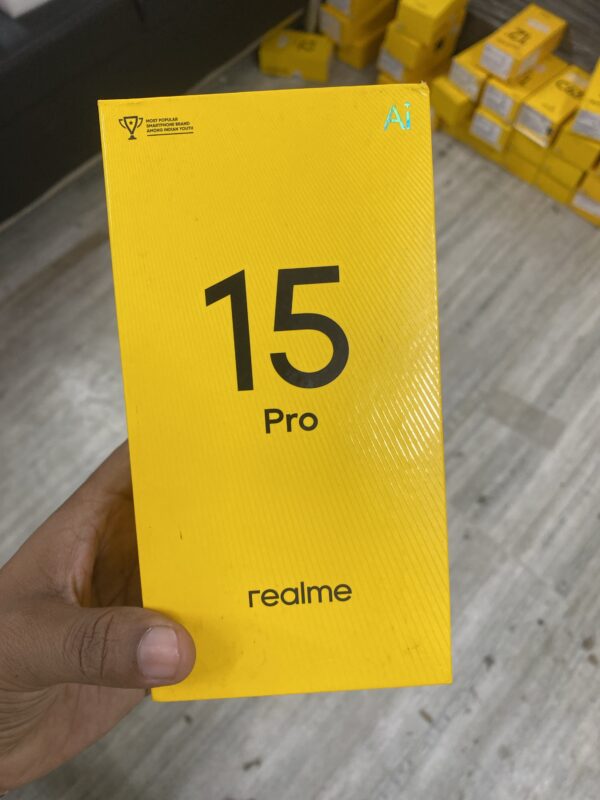 MOST POPULAR
SMARTPHONE BRAND
AMONG INDIAN YOUTH
Ai
15
Pro
realme